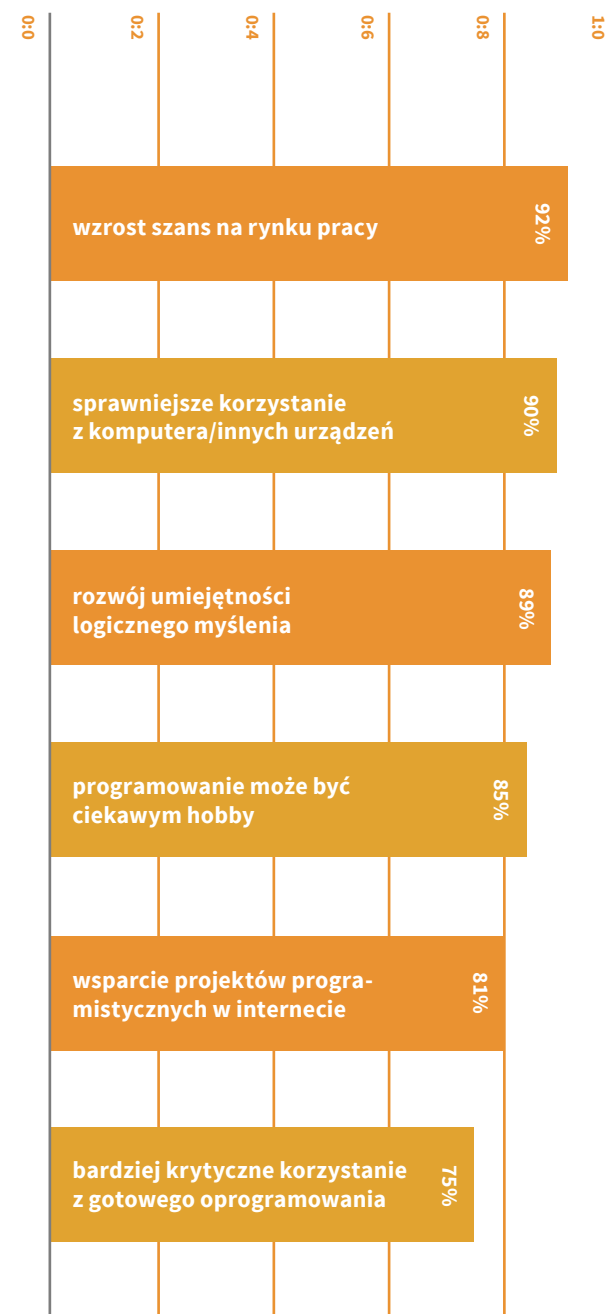 0:0
0:2
0:4
0:6
0:8
1:0
wzrost szans na rynku pracy
92%
sprawniejsze korzystanie
z komputera/innych urządzeń
90%
rozwój umiejętności
logicznego myślenia
89%
programowanie może być
ciekawym hobby
85%
wsparcie projektów progra-
mistycznych w internecie
81%
bardziej krytyczne korzystanie
z gotowego oprogramowania
75%